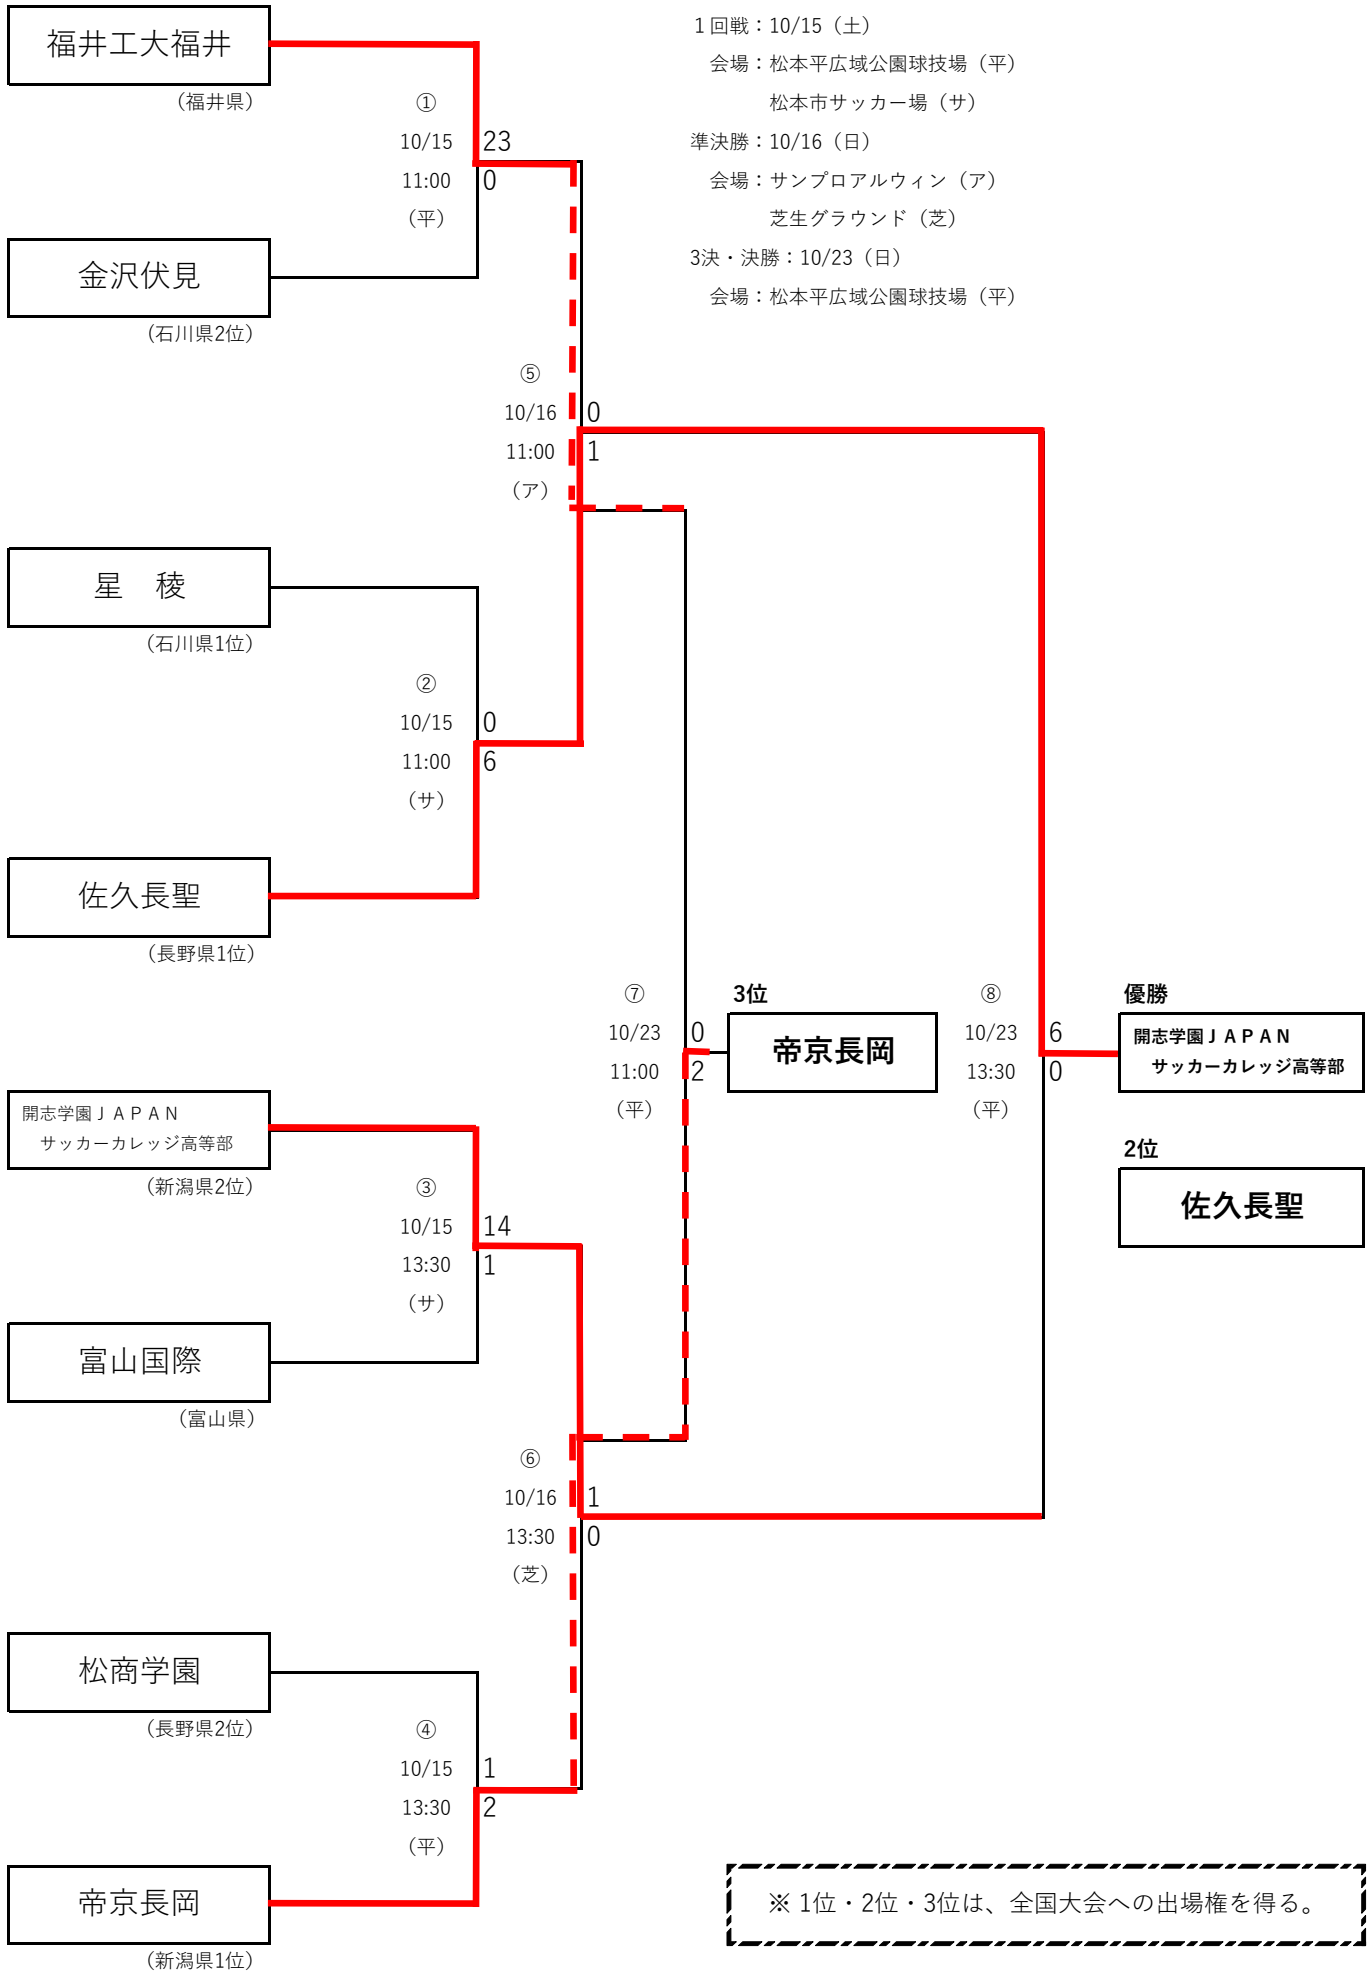 福井工大福井
（福井県）
①
10/15
11:00
（平）
23
0
金沢伏見
（石川県2位）
１回戦：10/15（土）
会場：松本平広域公園球技場（平）
松本市サッカー場（サ）
準決勝：10/16（日）
会場：サンプロアルウィン（ア）
芝生グラウンド（芝）
3決・決勝：10/23（日）
会場：松本平広域公園球技場（平）
⑤
10/16
11:00
（ア）
0
1
星　稜
（石川県1位）
②
10/15
11:00
（サ）
0
6
佐久長聖
（長野県1位）
⑦
10/23
11:00
（平）
0
2
3位
帝京長岡
⑧
10/23
13:30
（平）
6
0
優勝
開志学園ＪＡＰＡＮ
サッカーカレッジ高等部
2位
佐久長聖
開志学園ＪＡＰＡＮ
サッカーカレッジ高等部
（新潟県2位）
③
10/15
13:30
（サ）
14
1
富山国際
（富山県）
⑥
10/16
13:30
（芝）
1
0
松商学園
（長野県2位）
④
10/15
13:30
（平）
1
2
帝京長岡
（新潟県1位）
※ 1位・2位・3位は、全国大会への出場権を得る。